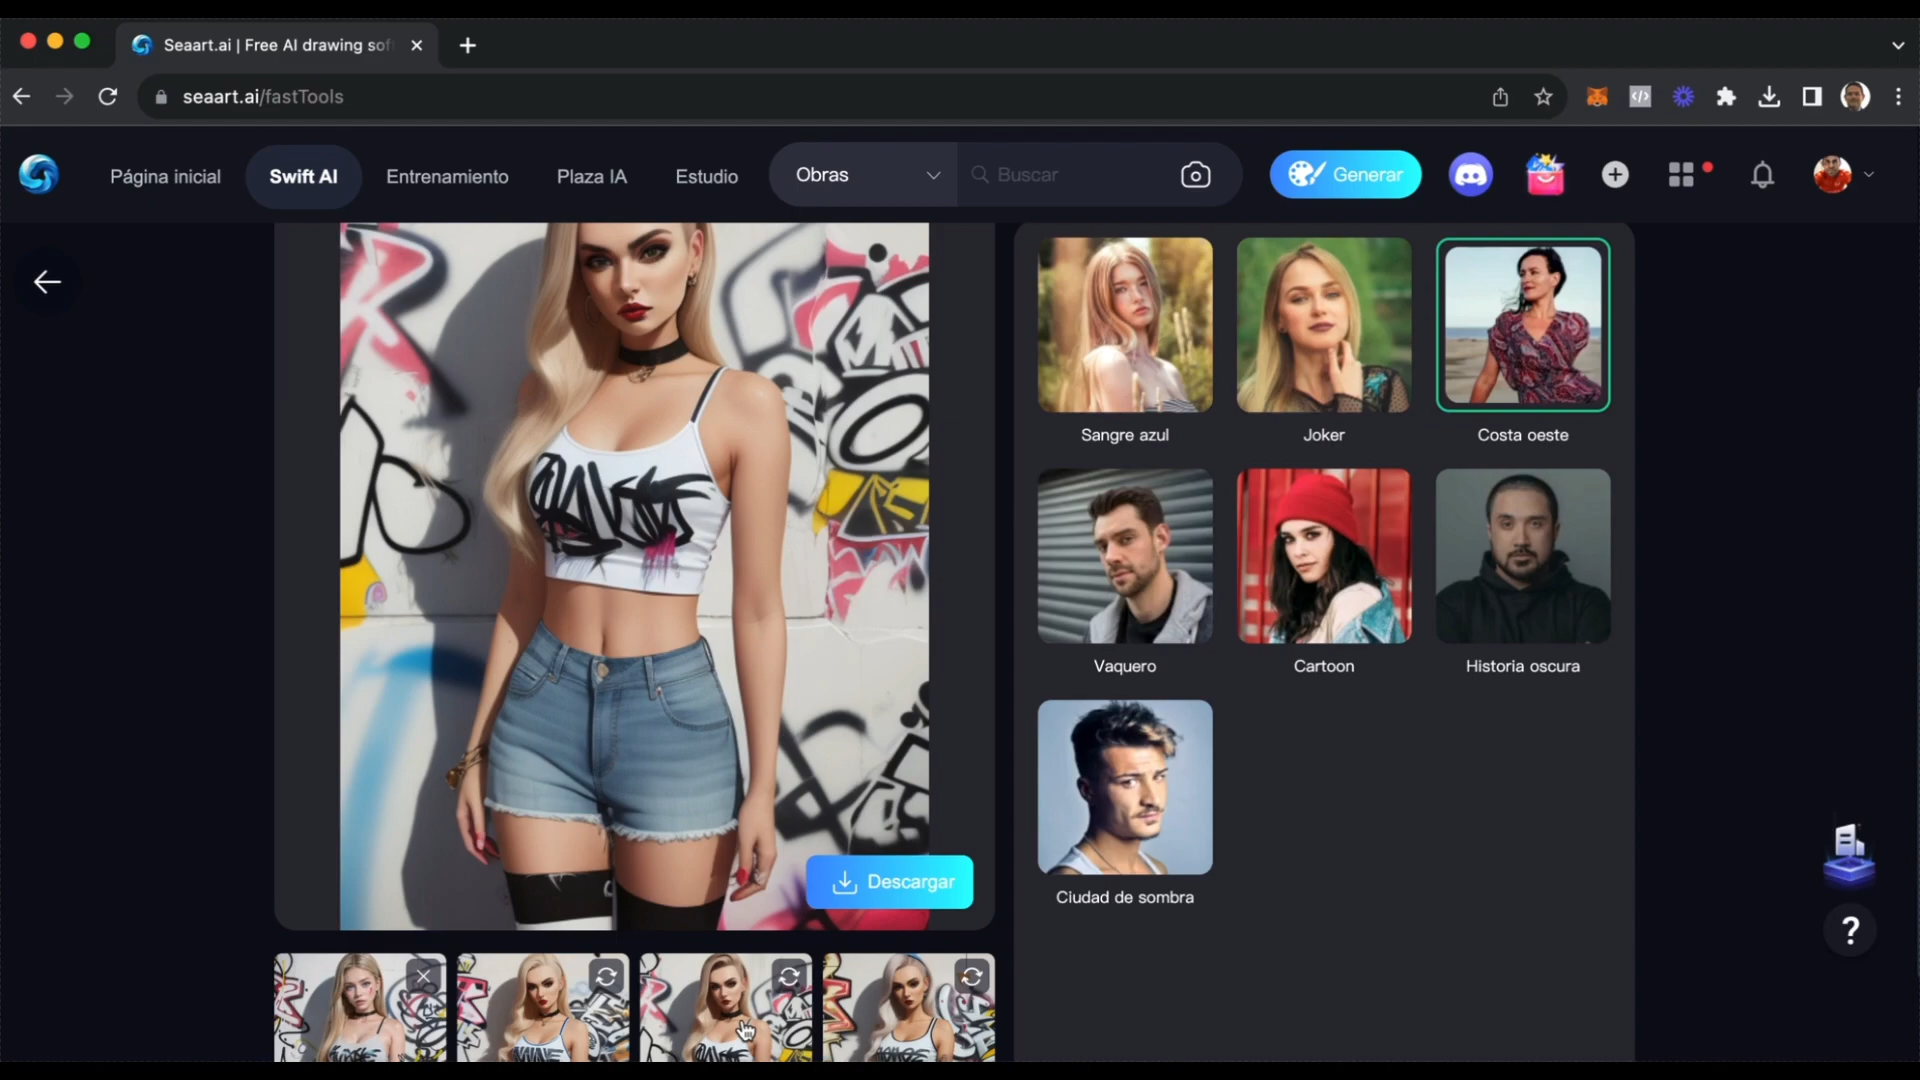 Seaart.ai | Free AI drawing sof
seaart.ai/fastTools
Página inicial
Swift AI
Entrenamiento
Plaza IA
Estudio
Obras
Buscar
Generar
Sangre azul
Joker
Costa oeste
Vaquero
Cartoon
Historia oscura
Ciudad de sombra
Descargar
?